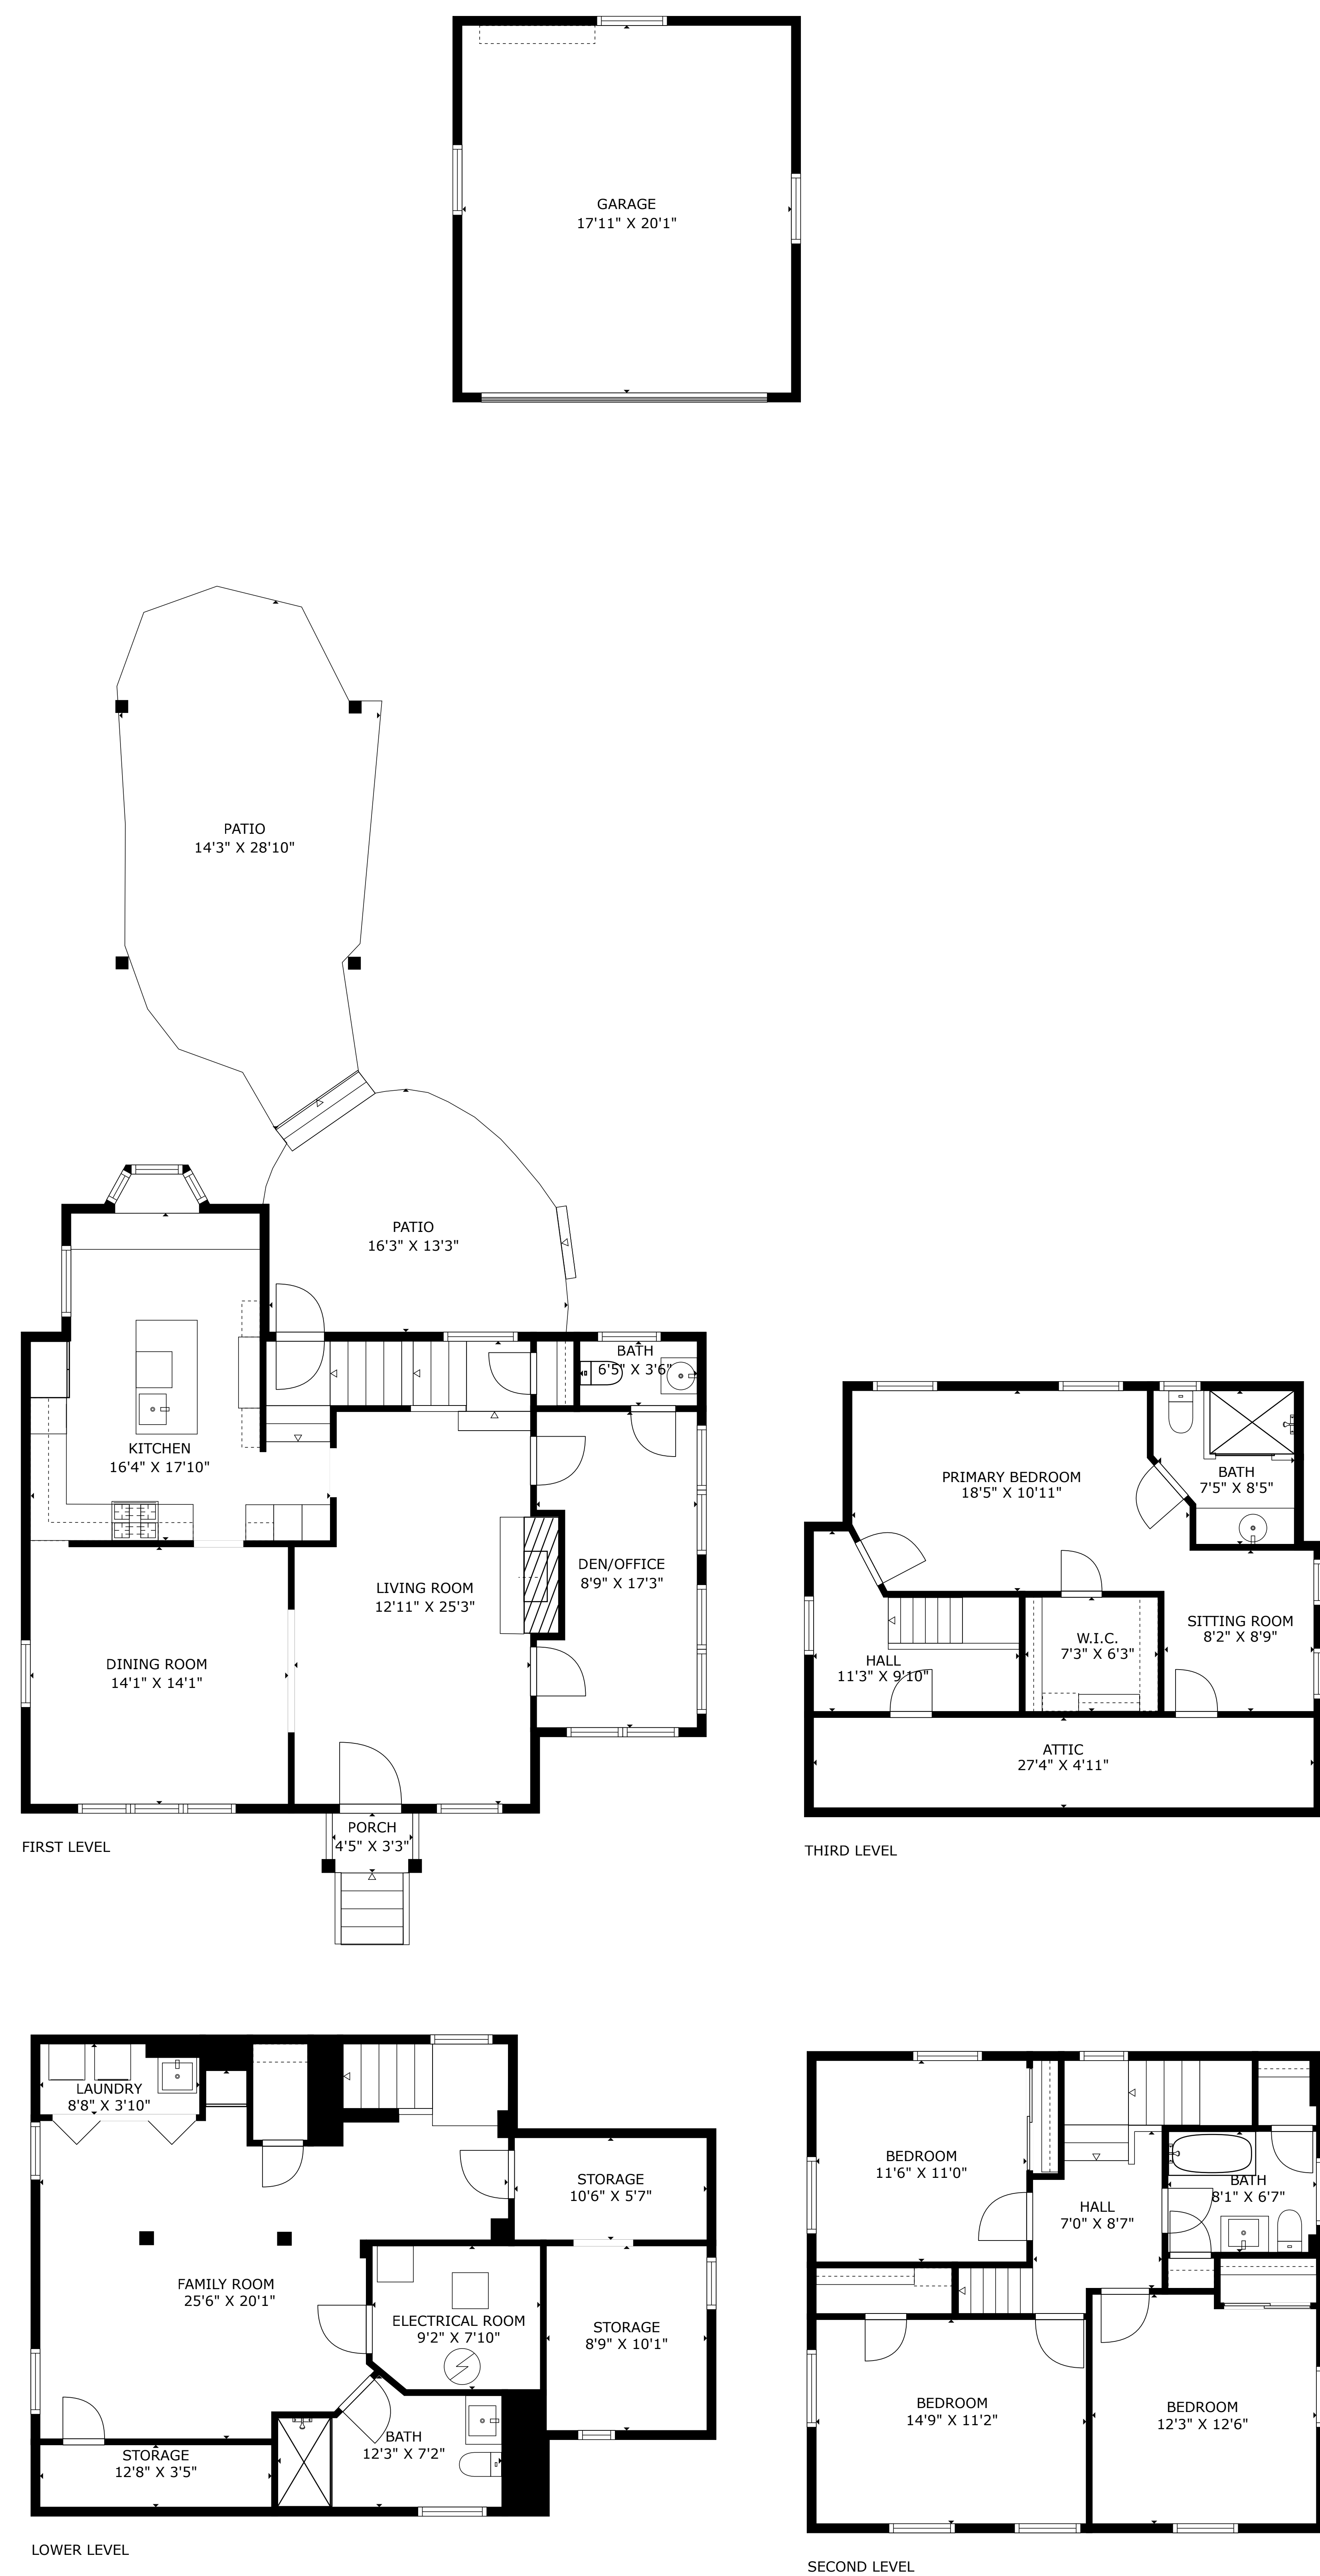 GARAGE
17'11" X 20'1"
PATIO
14'3" X 28'10"
PATIO
16'3" X 13'3"
BATH
6'5" X 3'6"
KITCHEN
16'4" X 17'10"
DEN/OFFICE
8'9" X 17'3"
LIVING ROOM
12'11" X 25'3"
DINING ROOM
14'1" X 14'1"
PORCH
4'5" X 3'3"
FIRST LEVEL
PRIMARY BEDROOM
18'5" X 10'11"
BATH
7'5" X 8'5"
SITTING ROOM
8'2" X 8'9"
W.I.C.
7'3" X 6'3"
HALL
11'3" X 9'10"
ATTIC
27'4" X 4'11"
THIRD LEVEL
LAUNDRY
8'8" X 3'10"
STORAGE
10'6" X 5'7"
FAMILY ROOM
25'6" X 20'1"
ELECTRICAL ROOM
9'2" X 7'10"
STORAGE
8'9" X 10'1"
BATH
12'3" X 7'2"
STORAGE
12'8" X 3'5"
LOWER LEVEL
BEDROOM
11'6" X 11'0"
BATH
8'1" X 6'7"
HALL
7'0" X 8'7"
BEDROOM
14'9" X 11'2"
BEDROOM
12'3" X 12'6"
SECOND LEVEL